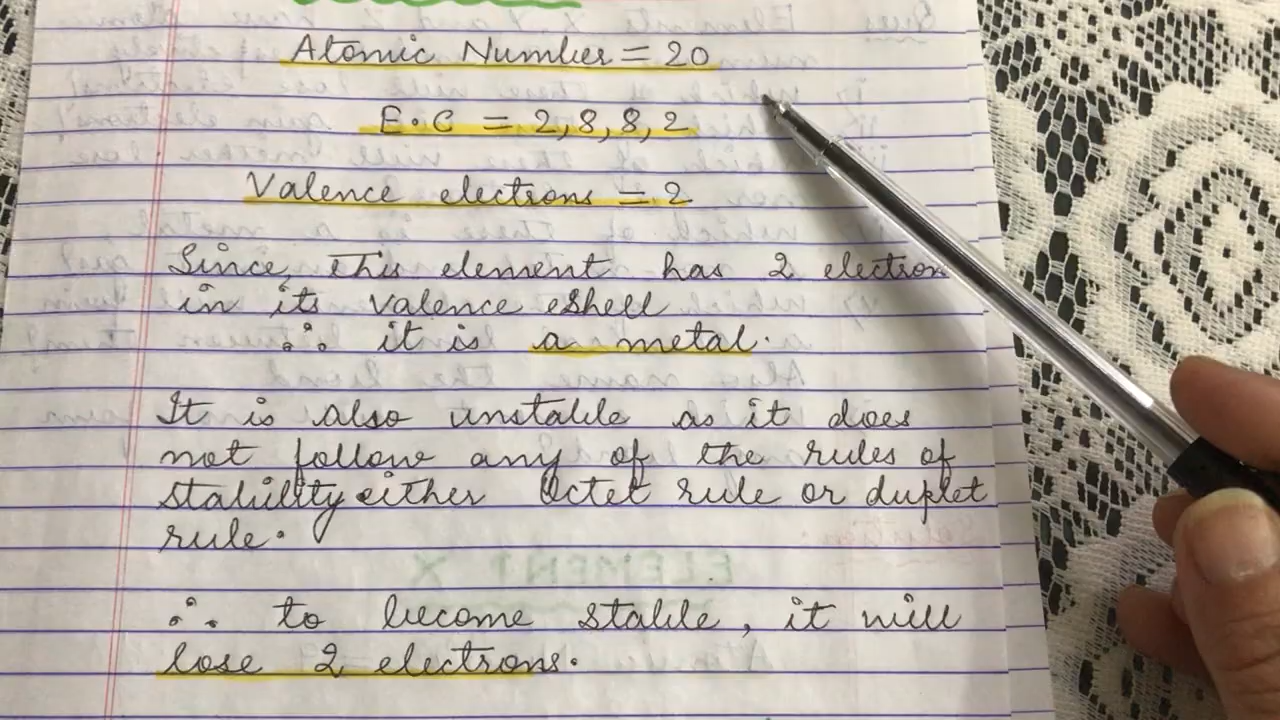 Atomic Number = 20
E.C = 2,8,8,2
Valence electrons = 2
Since, this element has 2 electron
in its valence shell
∴ it is a metal.
It is also unstable as it does
not follow any of the rules of
stability either Octet rule or duplet
rule.
∴ to become stable, it will
lose 2 electrons.